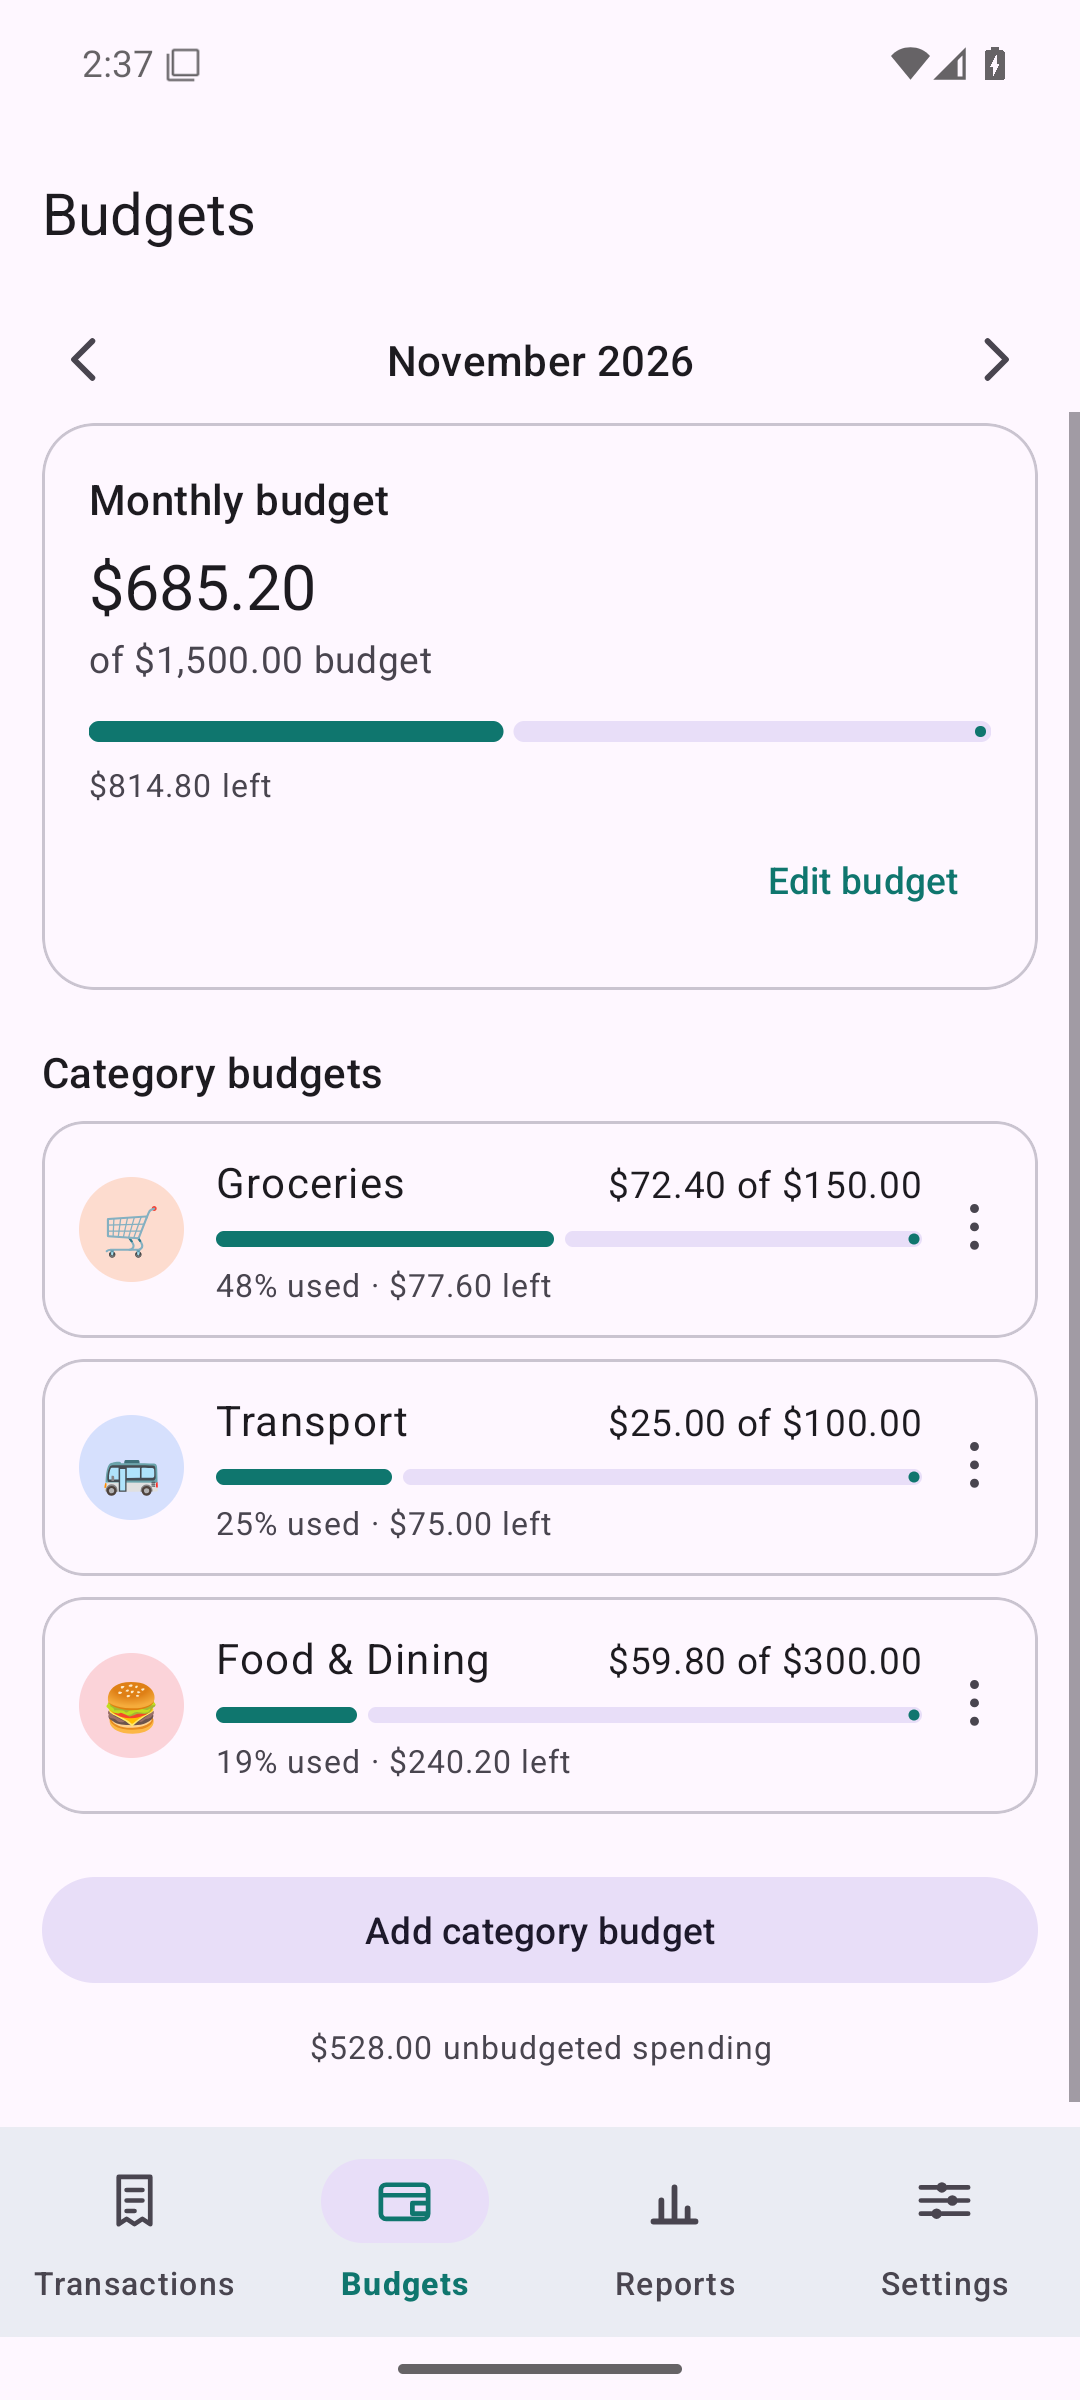 2:37
Budgets
November 2026
Monthly budget
$685.20
of $1,500.00 budget
$814.80 left
Edit budget
Category budgets
Groceries $72.40 of $150.00
48% used · $77.60 left
Transport $25.00 of $100.00
25% used · $75.00 left
Food & Dining $59.80 of $300.00
19% used · $240.20 left
Add category budget
$528.00 unbudgeted spending
Transactions Budgets Reports Settings